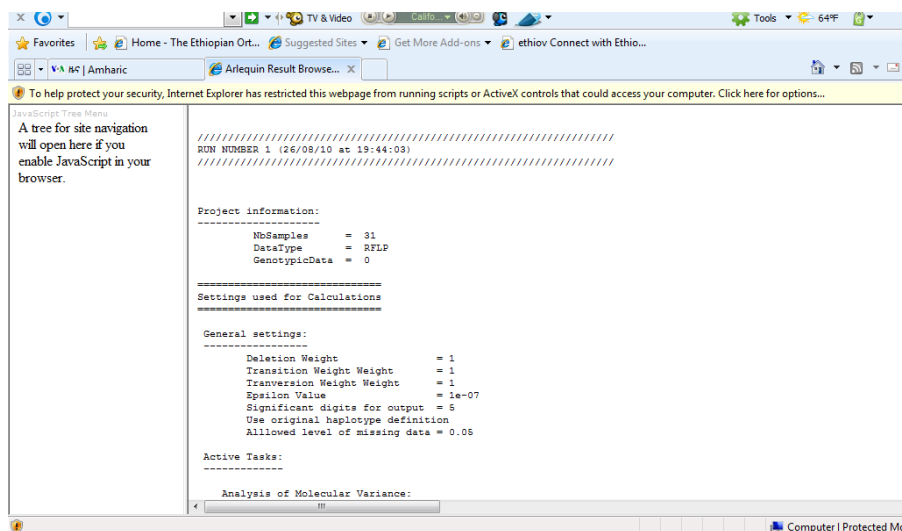 TV & Video
Califo...
Tools
64°F
Favorites
Home - The Ethiopian Ort...
Suggested Sites
Get More Add-ons
ethiov Connect with Ethio...
Amharic
Arlequin Result Browse...
X
To help protect your security, Internet Explorer has restricted this webpage from running scripts or ActiveX controls that could access your computer. Click here for options...
JavaScript Tree Menu
A tree for site navigation
will open here if you
enable JavaScript in your
browser.
////////////////////////////////////////////////////////////////////
RUN NUMBER 1 (26/08/10 at 19:44:03)
////////////////////////////////////////////////////////////////////
Project information:
--------------------
NbSamples = 31
DataType = RFLP
GenotypicData = 0
==============================
Settings used for Calculations
==============================
General settings:
-----------------
Deletion Weight = 1
Transition Weight Weight = 1
Tranversion Weight Weight = 1
Epsilon Value = 1e-07
Significant digits for output = 5
Use original haplotype definition
Alllowed level of missing data = 0.05
Active Tasks:
-------------
Analysis of Molecular Variance:
Computer | Protected Mo